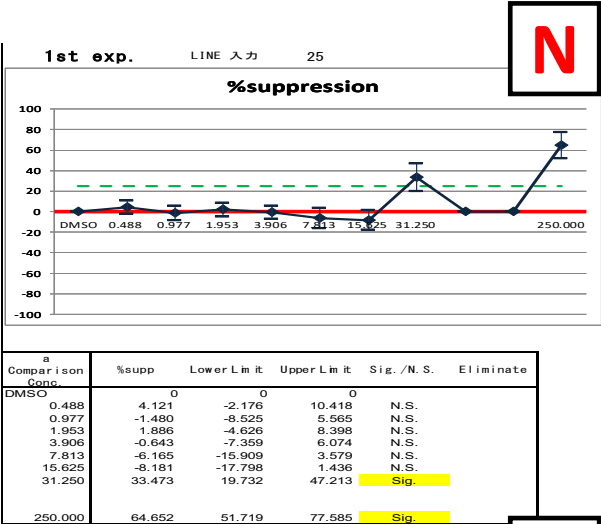 N
1st exp. LINE 入力 25
%suppression
100
80
60
40
20
0
-20
-40
-60
-80
-100
DMSO 0.488 0.977 1.953 3.906 7.813 15.625 31.250 250.000
a
Comparison
Conc.
%supp LowerLimit UpperLimit Sig./N.S. Eliminate
DMSO 0 0 0
0.488 4.121 -2.176 10.418 N.S.
0.977 -1.480 -8.525 5.565 N.S.
1.953 1.886 -4.626 8.398 N.S.
3.906 -0.643 -7.359 6.074 N.S.
7.813 -6.165 -15.909 3.579 N.S.
15.625 -8.181 -17.798 1.436 N.S.
31.250 33.473 19.732 47.213 Sig.
250.000 64.652 51.719 77.585 Sig.